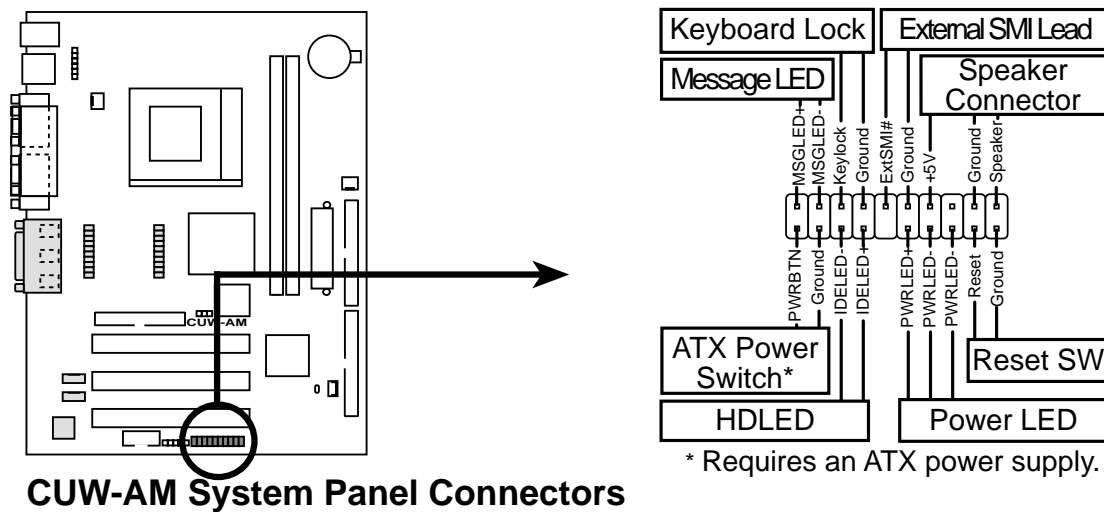 Keyboard Lock
External SMI Lead
Message LED
Speaker
Connector
MSGLED+
MSGLED-
Keylock
Ground
ExtSMI#
Ground
+5V
Ground
Speaker-
PWRBTN
Ground
IDELED-
IDELED+
PWRLED+
PWRLED-
PWRLED-
Reset
Ground
ATX Power
Switch*
Reset SW
HDLED
Power LED
* Requires an ATX power supply.
CUW-AM
CUW-AM System Panel Connectors